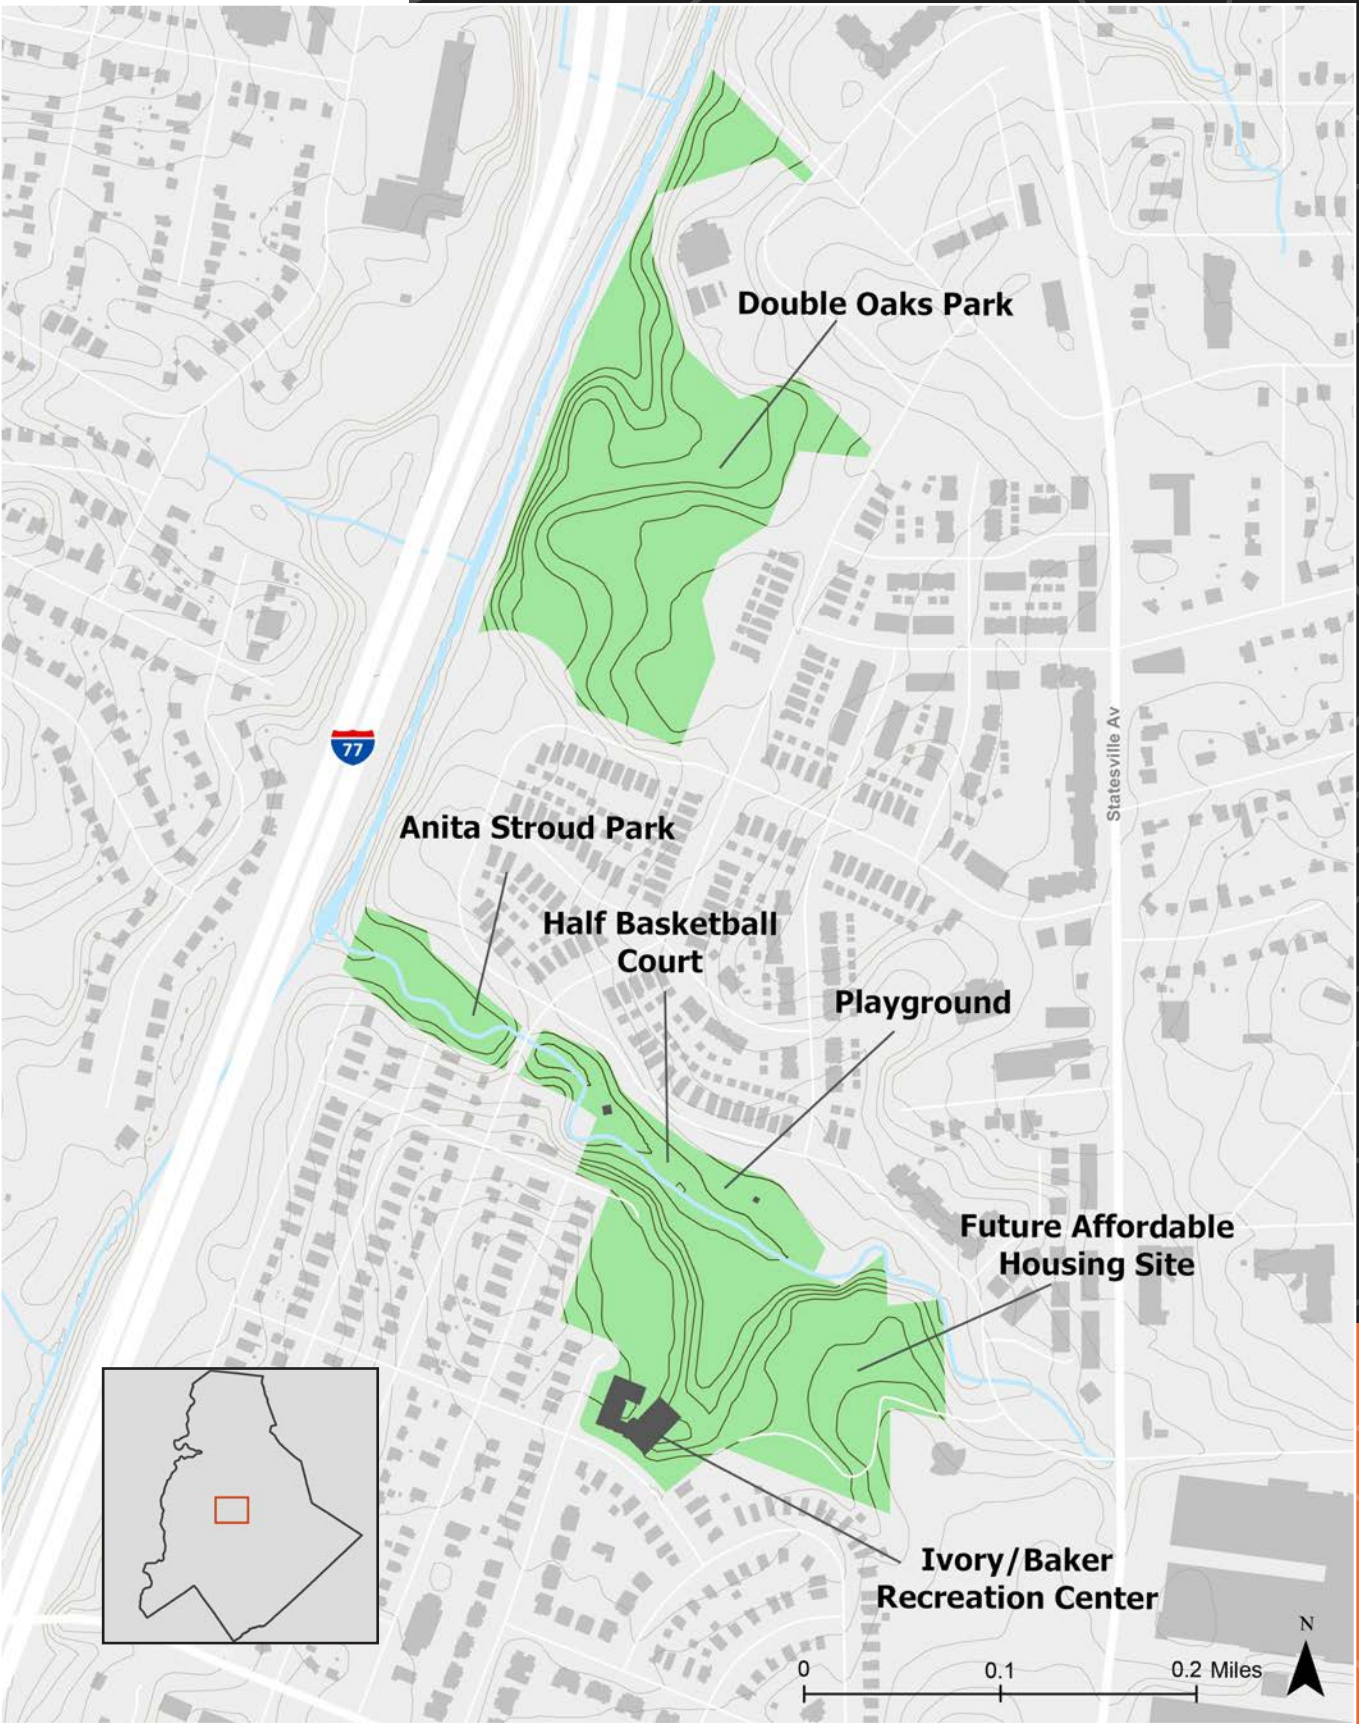 Double Oaks Park
77
Statesville Av
Anita Stroud Park
Half Basketball
Court
Playground
Future Affordable
Housing Site
Ivory/Baker
Recreation Center
N
0 0.1 0.2 Miles